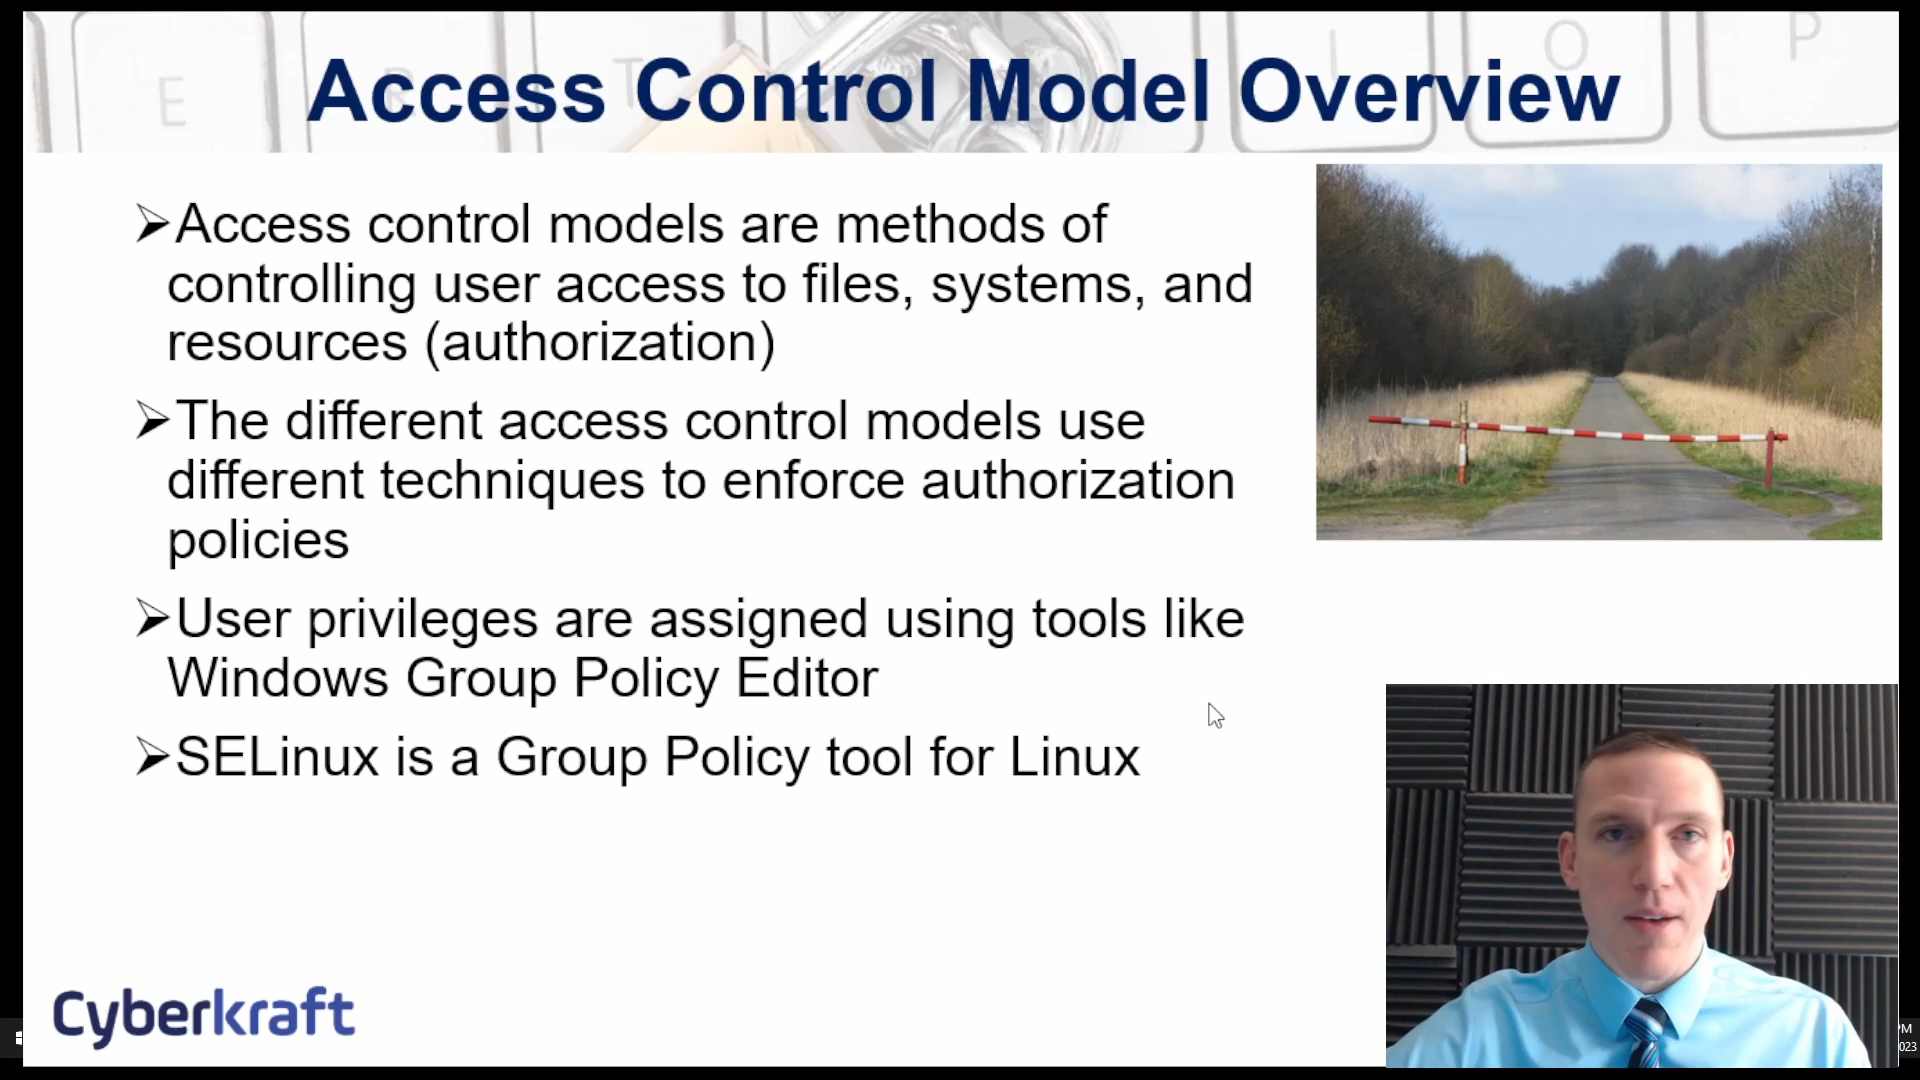 E R T I O P
Access Control Model Overview
➢Access control models are methods of
controlling user access to files, systems, and
resources (authorization)
➢The different access control models use
different techniques to enforce authorization
policies
➢User privileges are assigned using tools like
Windows Group Policy Editor
➢SELinux is a Group Policy tool for Linux
Cyberkraft
PM
023